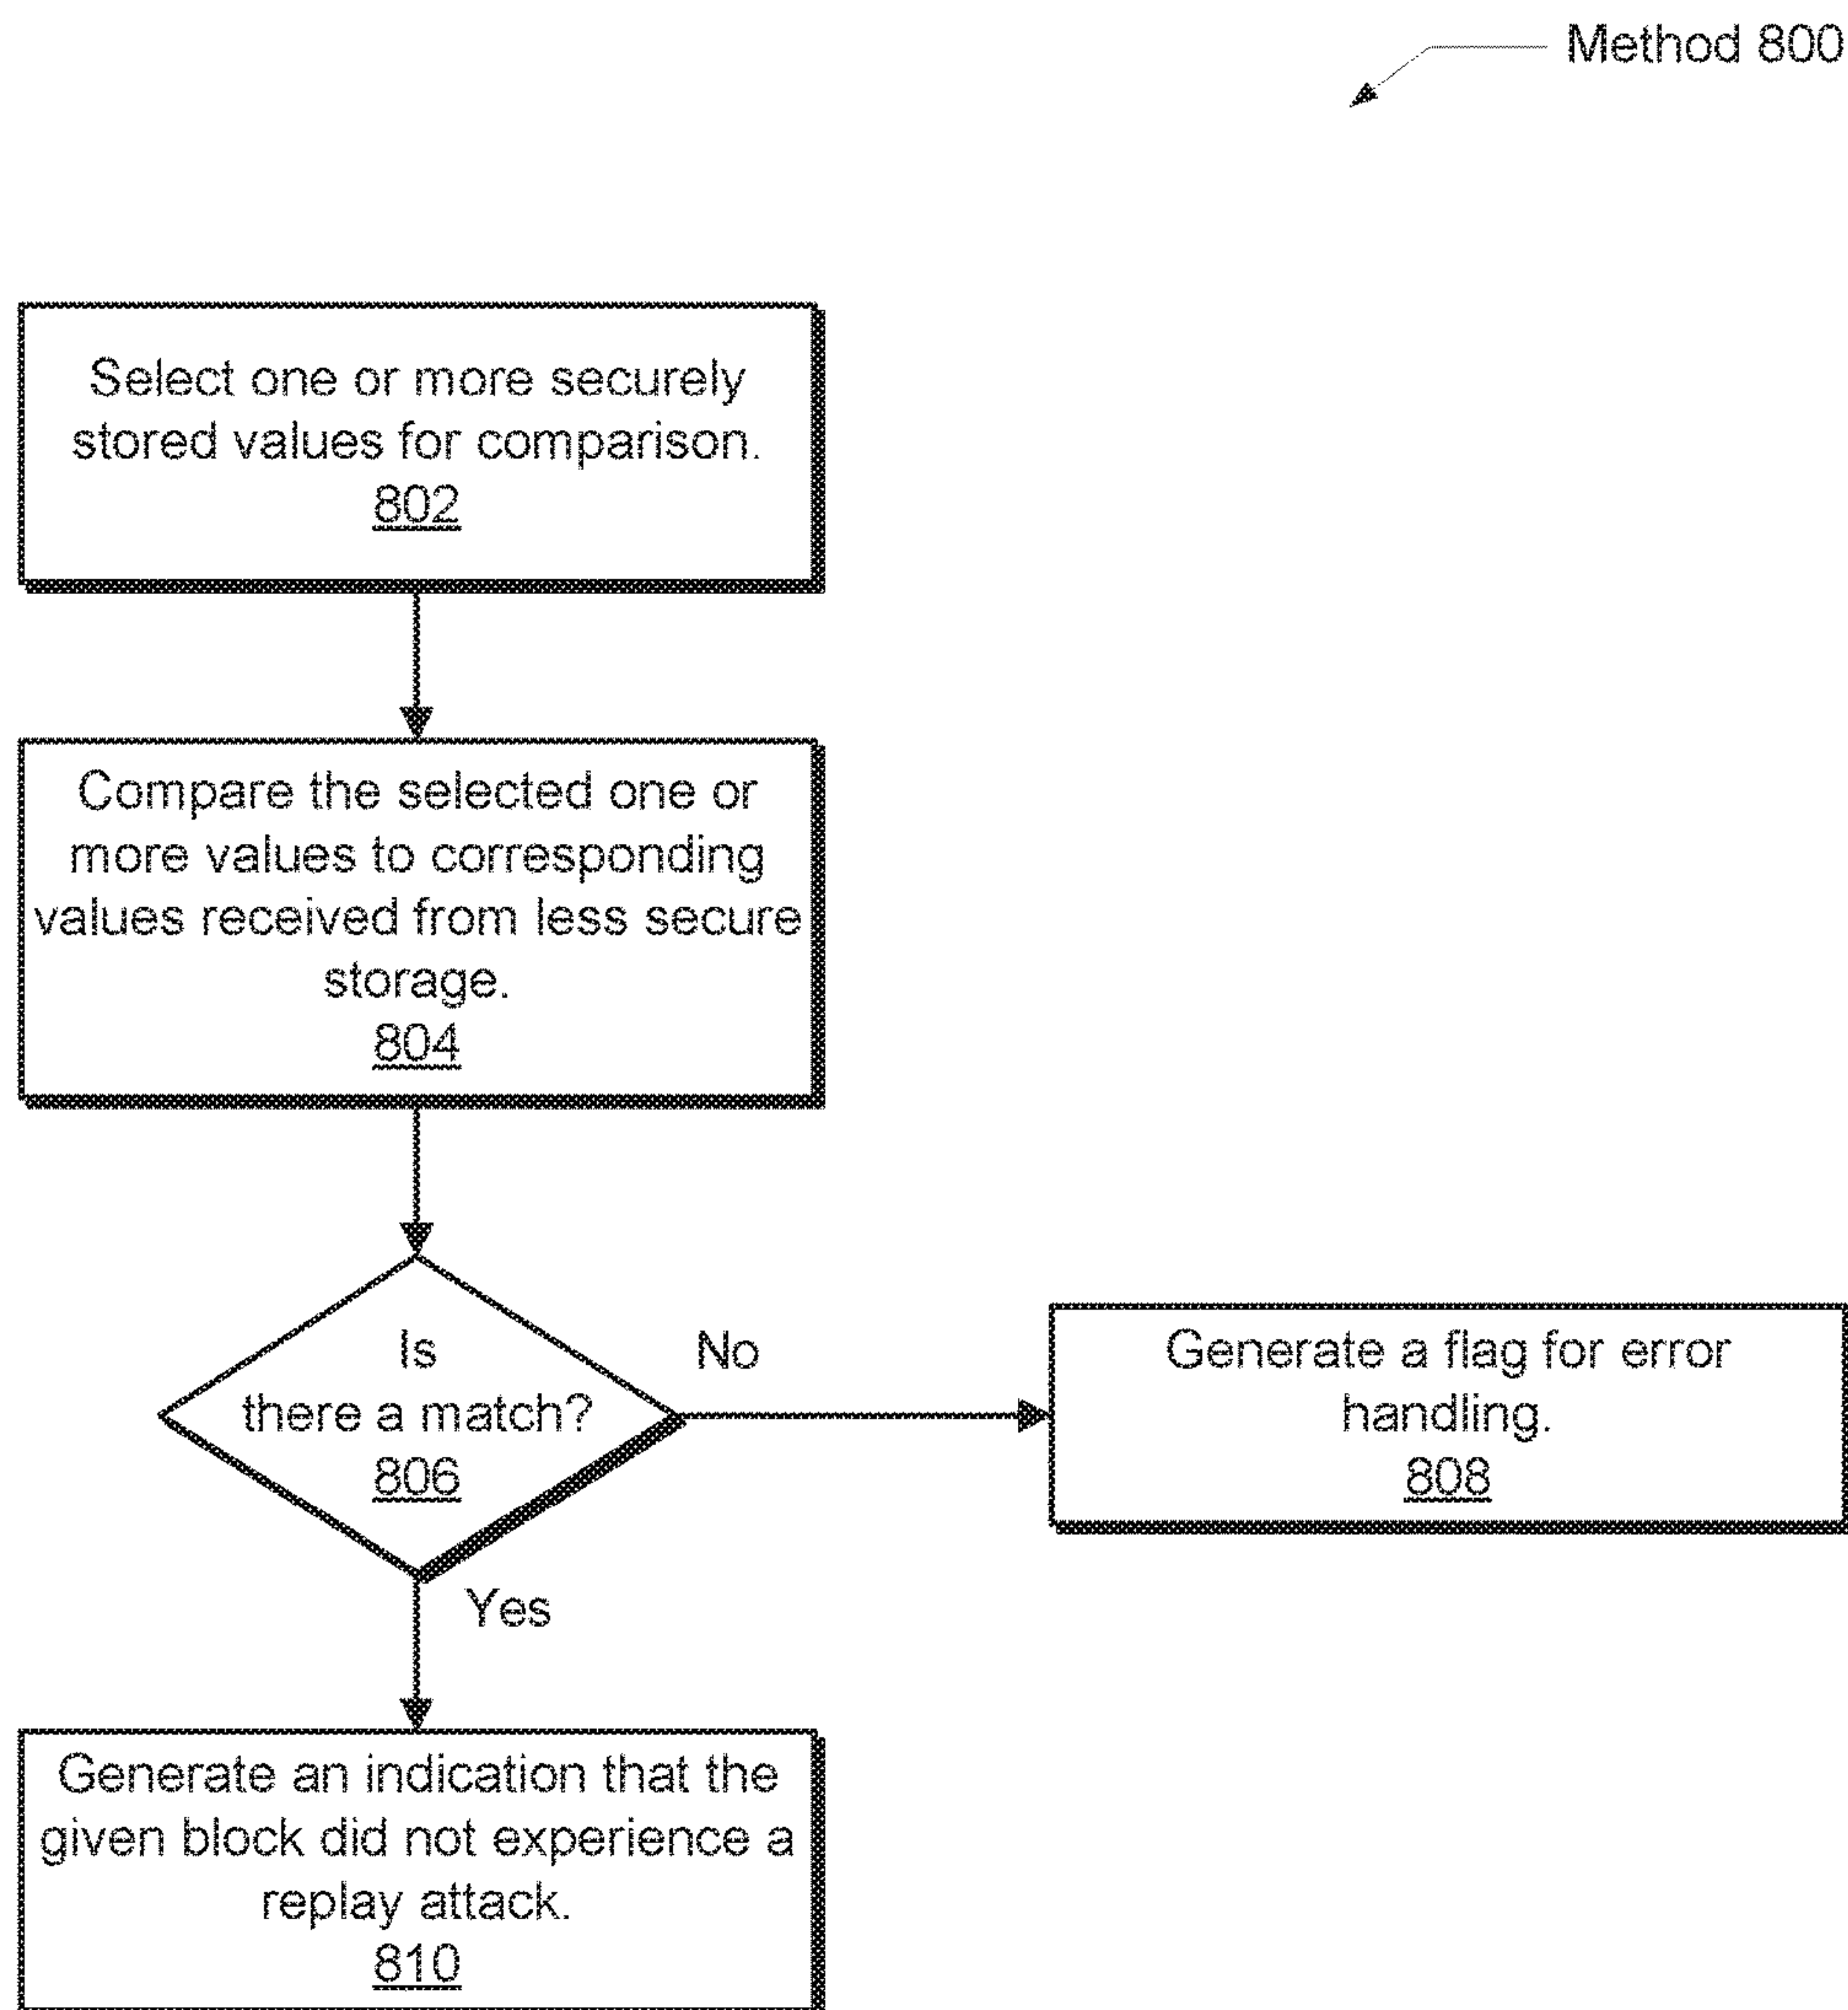 Method 800
Select one or more securely
stored values for comparison.
802
Compare the selected one or
more values to corresponding
values received from less secure
storage.
804
Is
there a match?
806
No
Generate a flag for error
handling.
808
Yes
Generate an indication that the
given block did not experience a
replay attack.
810